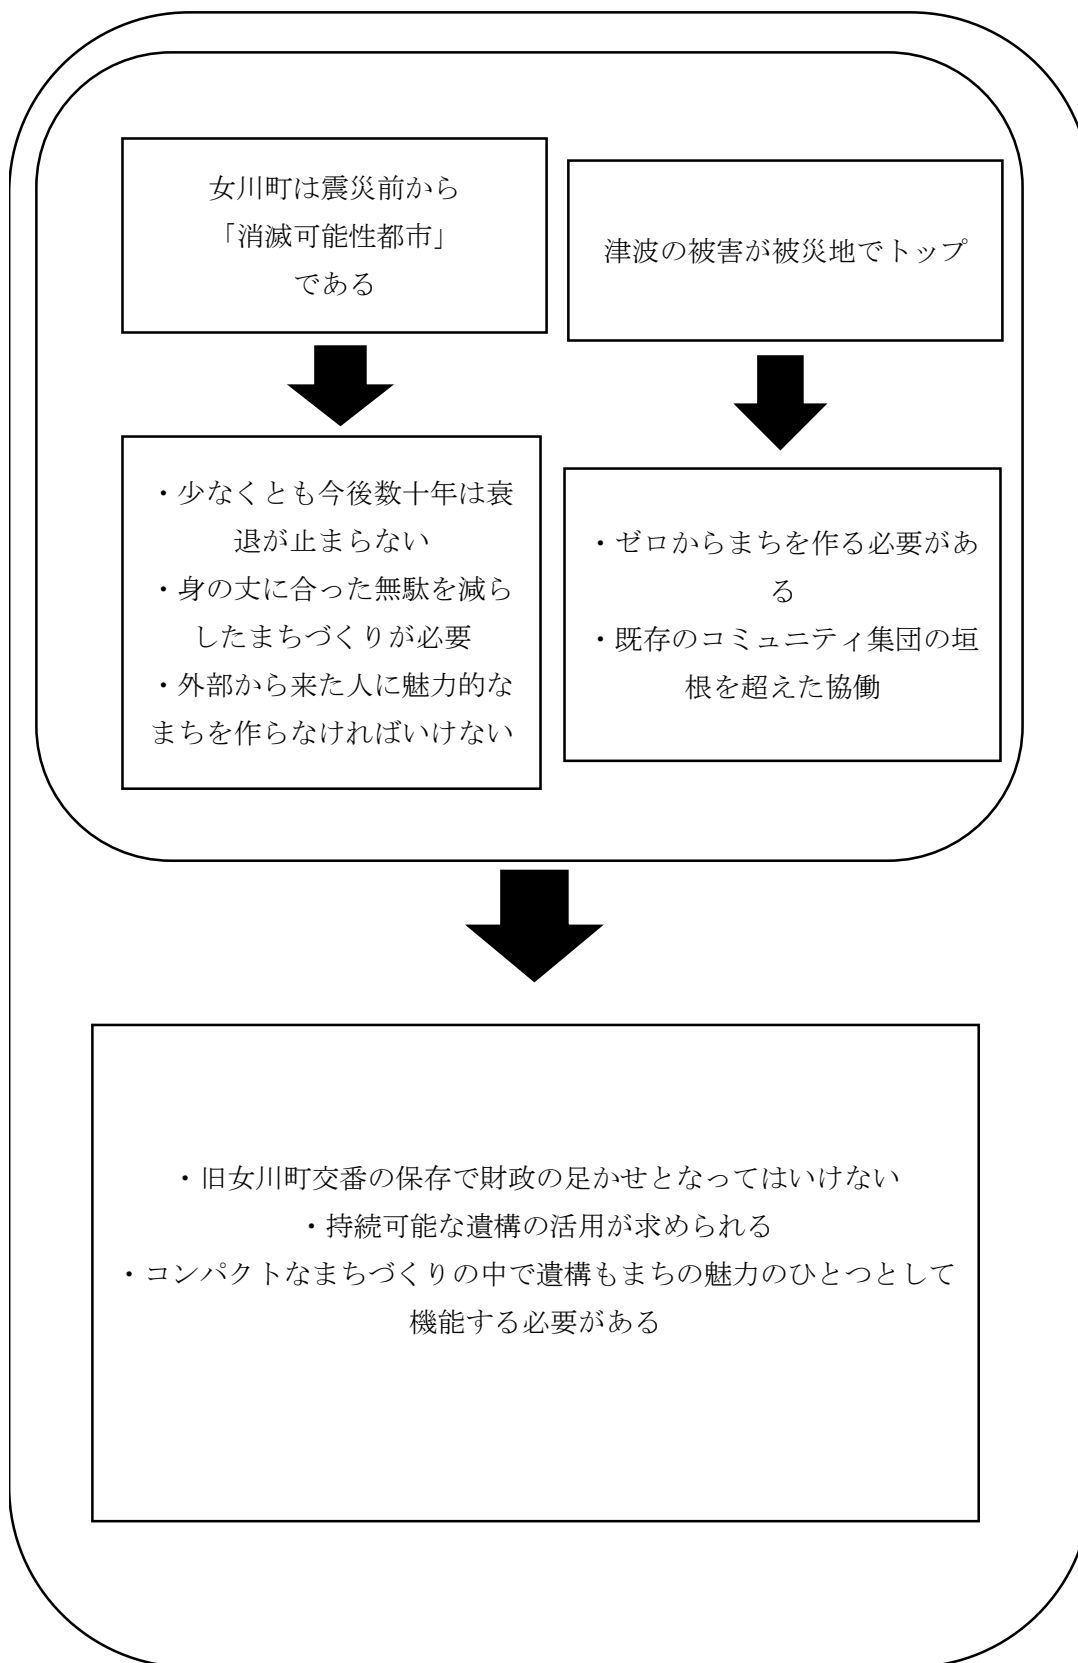 女川町は震災前から
「消滅可能性都市」
である
津波の被害が被災地でトップ
・少なくとも今後数十年は衰
退が止まらない
・身の丈に合った無駄を減ら
したまちづくりが必要
・外部から来た人に魅力的な
まちを作らなければいけない
・ゼロからまちを作る必要があ
る
・既存のコミュニティ集団の垣
根を超えた協働
・旧女川町交番の保存で財政の足かせとなってはいけない
・持続可能な遺構の活用が求められる
・コンパクトなまちづくりの中で遺構もまちの魅力のひとつとして
機能する必要がある